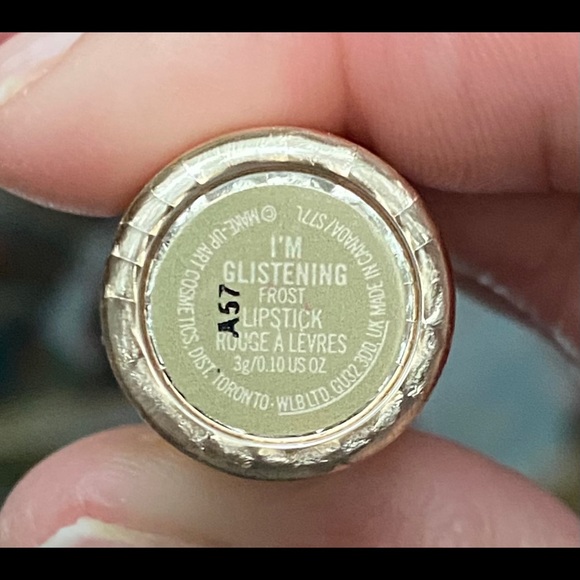 I'M
GLISTENING
FROST
LIPSTICK
ROUGE À LÈVRES
3g/0.10 US OZ
A57
© MAKE-UP ART COSMETICS, DIST. TORONTO · WLB LTD. GU32 3DD, UK MADE IN CANADA/ S77L